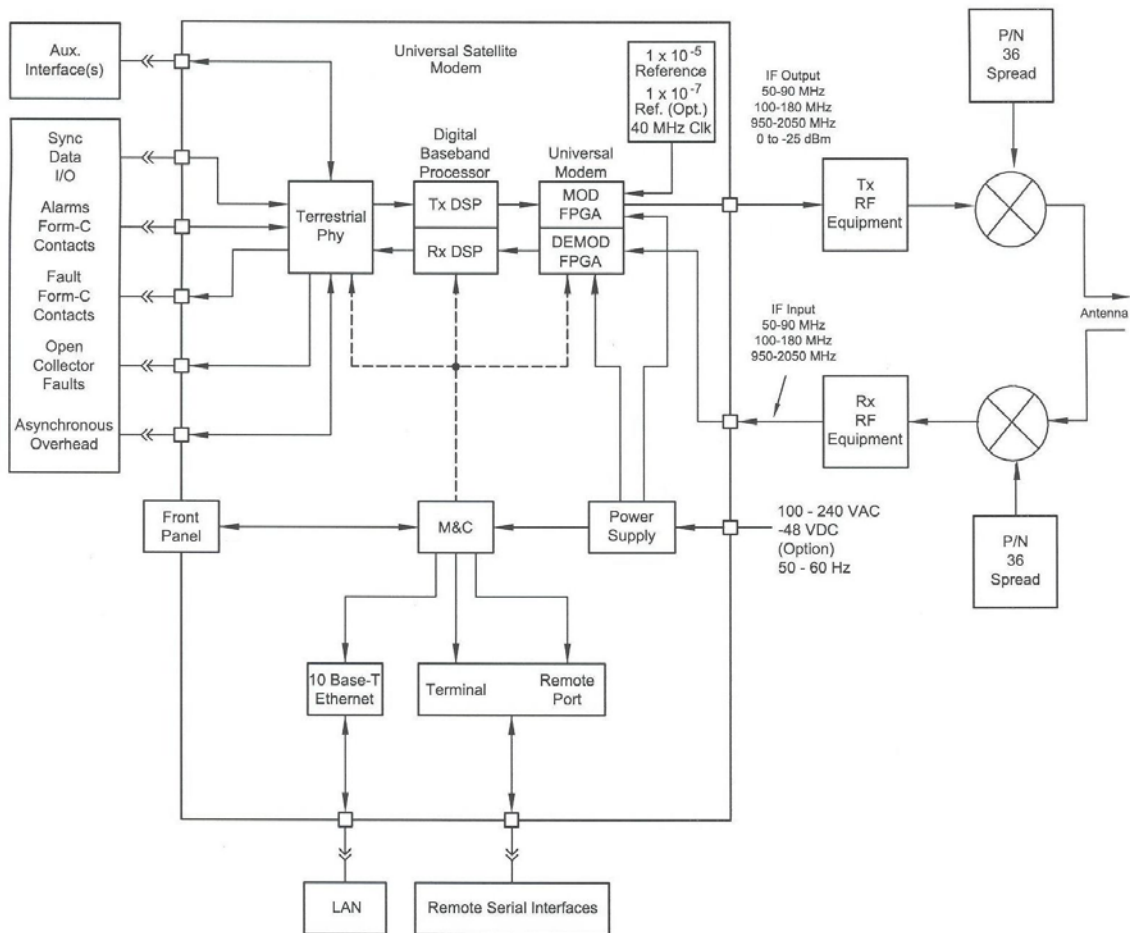 Aux.
Interface(s)
Universal Satellite
Modem
1 x 10-5
Reference
1 x 10-7
Ref. (Opt.)
40 MHz Clk
IF Output
50-90 MHz
100-180 MHz
950-2050 MHz
0 to -25 dBm
P/N
36
Spread
Sync
Data
I/O
Alarms
Form-C
Contacts
Fault
Form-C
Contacts
Open
Collector
Faults
Asynchronous
Overhead
Terrestrial
Phy
Digital
Baseband
Processor
Tx DSP
Rx DSP
Universal
Modem
MOD
FPGA
DEMOD
FPGA
Tx
RF
Equipment
Antenna
IF Input
50-90 MHz
100-180 MHz
950-2050 MHz
Rx
RF
Equipment
Front
Panel
M&C
Power
Supply
100 - 240 VAC
-48 VDC
(Option)
50 - 60 Hz
P/N
36
Spread
10 Base-T
Ethernet
Terminal
Remote
Port
LAN
Remote Serial Interfaces